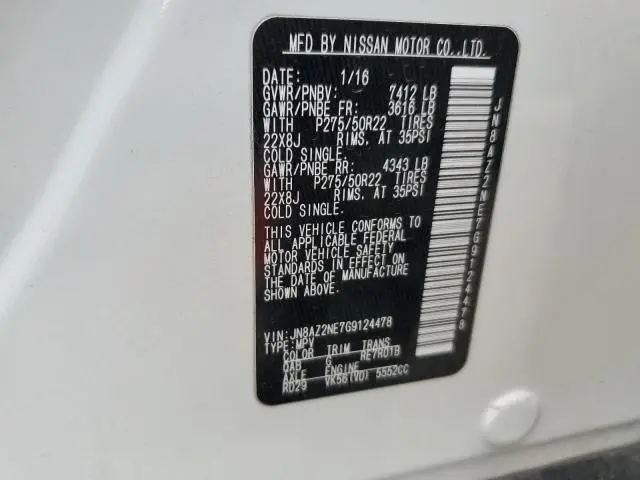 MFD BY NISSAN MOTOR CO.,LTD.
DATE: 1/16
GVWR/PNBV: 7412 LB
GAWR/PNBE FR: 3616 LB
WITH P275/50R22 TIRES
22X8J RIMS. AT 35PSI
COLD SINGLE.
GAWR/PNBE RR: 4343 LB
WITH P275/50R22 TIRES
22X8J RIMS. AT 35PSI
COLD SINGLE.
THIS VEHICLE CONFORMS TO
ALL APPLICABLE FEDERAL
MOTOR VEHICLE SAFETY
STANDARDS IN EFFECT ON
THE DATE OF MANUFACTURE
SHOWN ABOVE.
VIN:JN8AZ2NE7G9124478
TYPE:MPV
COLOR TRIM TRANS
QAB G RE7R01B
AXLE ENGINE
RD29 VK56(VD) 5552CC
JN8AZ2NE7G9124478